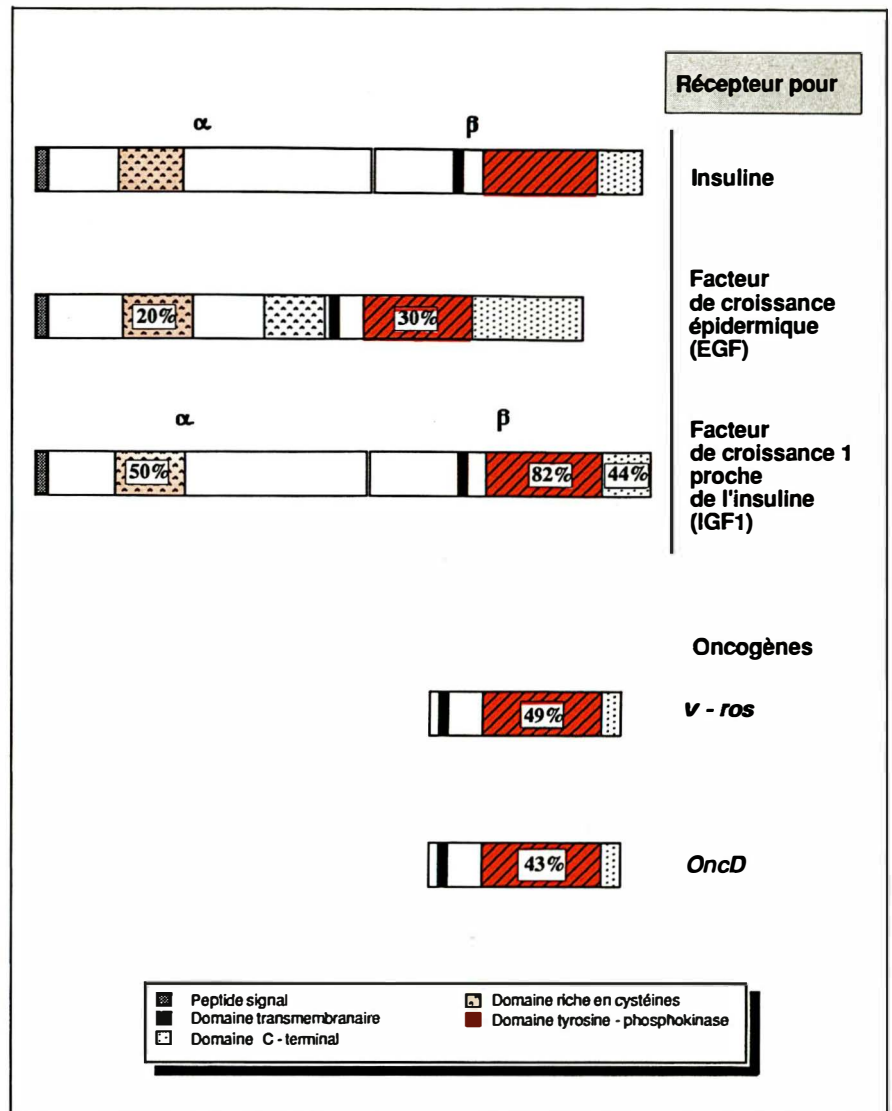 Récepteur pour
α β
Insuline
Facteur
de croissance
épidermique
(EGF)
20% 30%
α β
Facteur
de croissance 1
proche
de l'insuline
(IGF1)
50% 82% 44%
Oncogènes
v - ros
49%
OncD
43%
Peptide signal
Domaine transmembranaire
Domaine C - terminal
Domaine riche en cystéines
Domaine tyrosine - phosphokinase